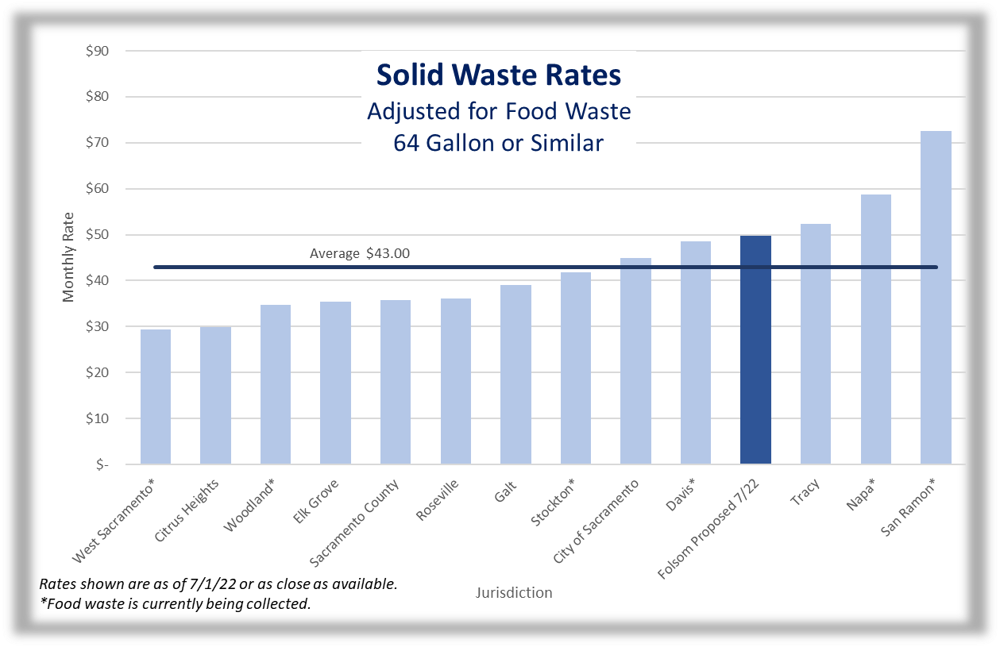 Solid Waste Rates
Adjusted for Food Waste
64 Gallon or Similar
$90
$80
$70
$60
$50
$40
$30
$20
$10
$-
Monthly Rate
Average $43.00
West Sacramento*
Citrus Heights
Woodland*
Elk Grove
Sacramento County
Roseville
Galt
Stockton*
City of Sacramento
Davis*
Folsom Proposed 7/22
Tracy
Napa*
San Ramon*
Jurisdiction
Rates shown are as of 7/1/22 or as close as available.
*Food waste is currently being collected.